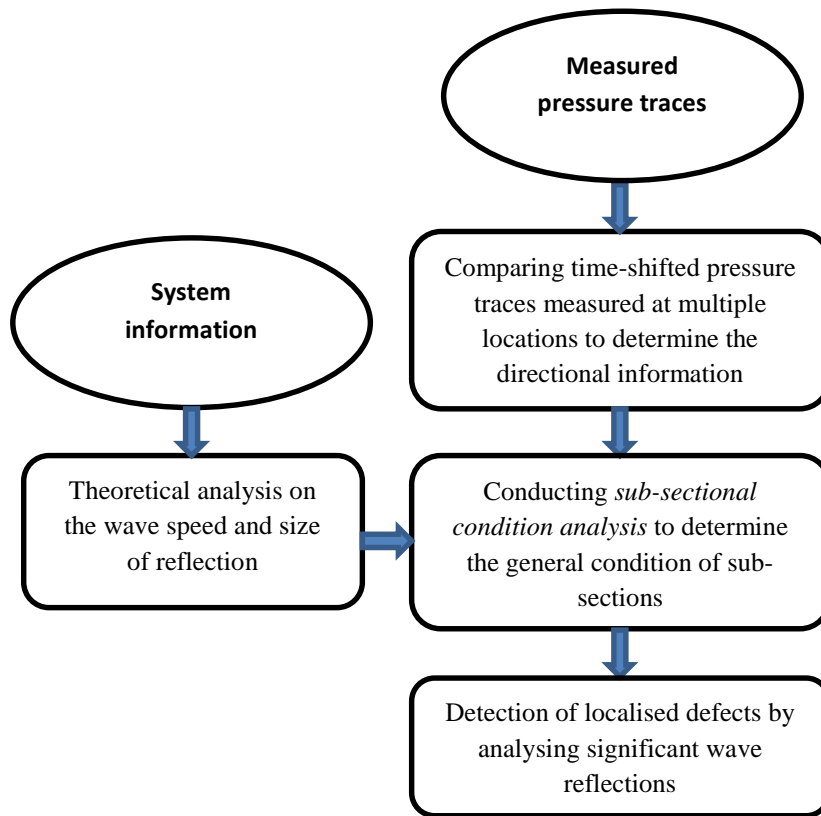 Measured
pressure traces
Comparing time-shifted pressure
traces measured at multiple
locations to determine the
directional information
System
information
Theoretical analysis on
the wave speed and size
of reflection
Conducting sub-sectional
condition analysis to determine
the general condition of sub-
sections
Detection of localised defects by
analysing significant wave
reflections